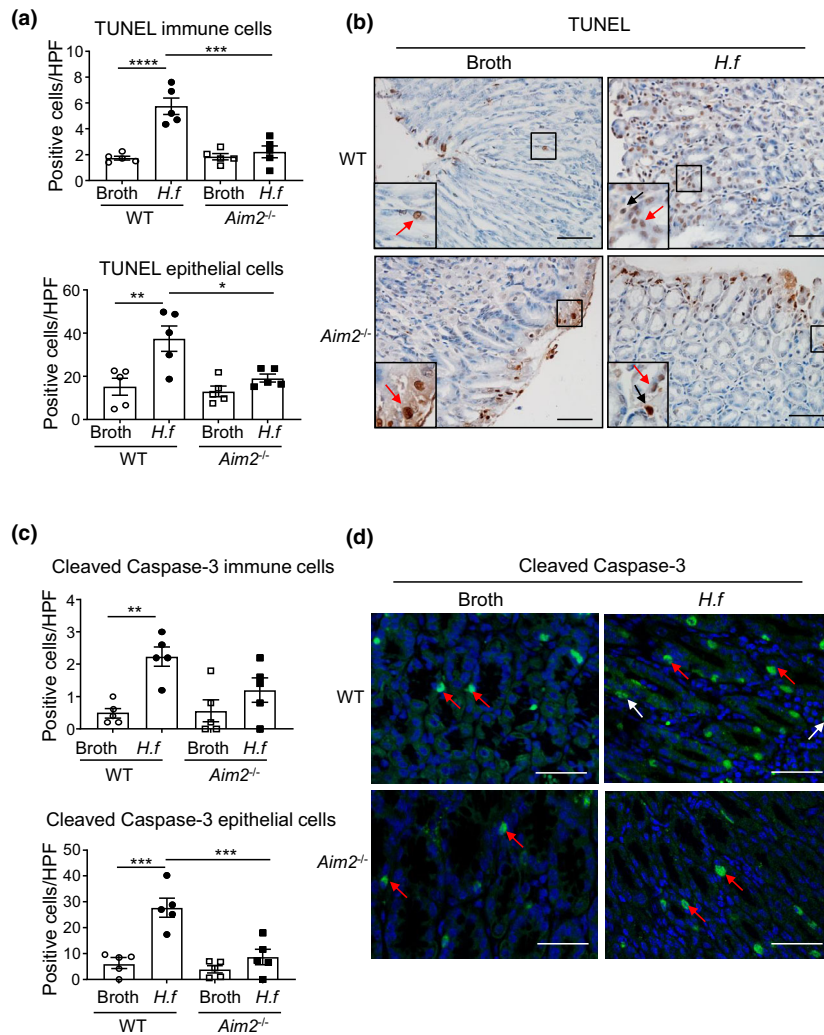 (a)
TUNEL immune cells
Positive cells/HPF
10
8
6
4
2
0
****
***
Broth H.f Broth H.f
WT Aim2-/-
TUNEL epithelial cells
Positive cells/HPF
60
40
20
0
**
*
Broth H.f Broth H.f
WT Aim2-/-
(b)
TUNEL
Broth H.f
WT
Aim2-/-
(c)
Cleaved Caspase-3 immune cells
Positive cells/HPF
4
3
2
1
0
**
Broth H.f Broth H.f
WT Aim2-/-
Cleaved Caspase-3 epithelial cells
Positive cells/HPF
50
40
30
20
10
0
***
***
Broth H.f Broth H.f
WT Aim2-/-
(d)
Cleaved Caspase-3
Broth H.f
WT
Aim2-/-